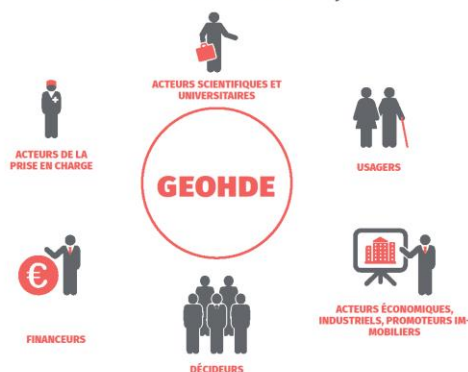 ACTEURS SCIENTIFIQUES ET
UNIVERSITAIRES
ACTEURS DE LA
PRISE EN CHARGE
USAGERS
GEOHDE
€
FINANCEURS
DÉCIDEURS
ACTEURS ÉCONOMIQUES,
INDUSTRIELS, PROMOTEURS IM-
MOBILIERS